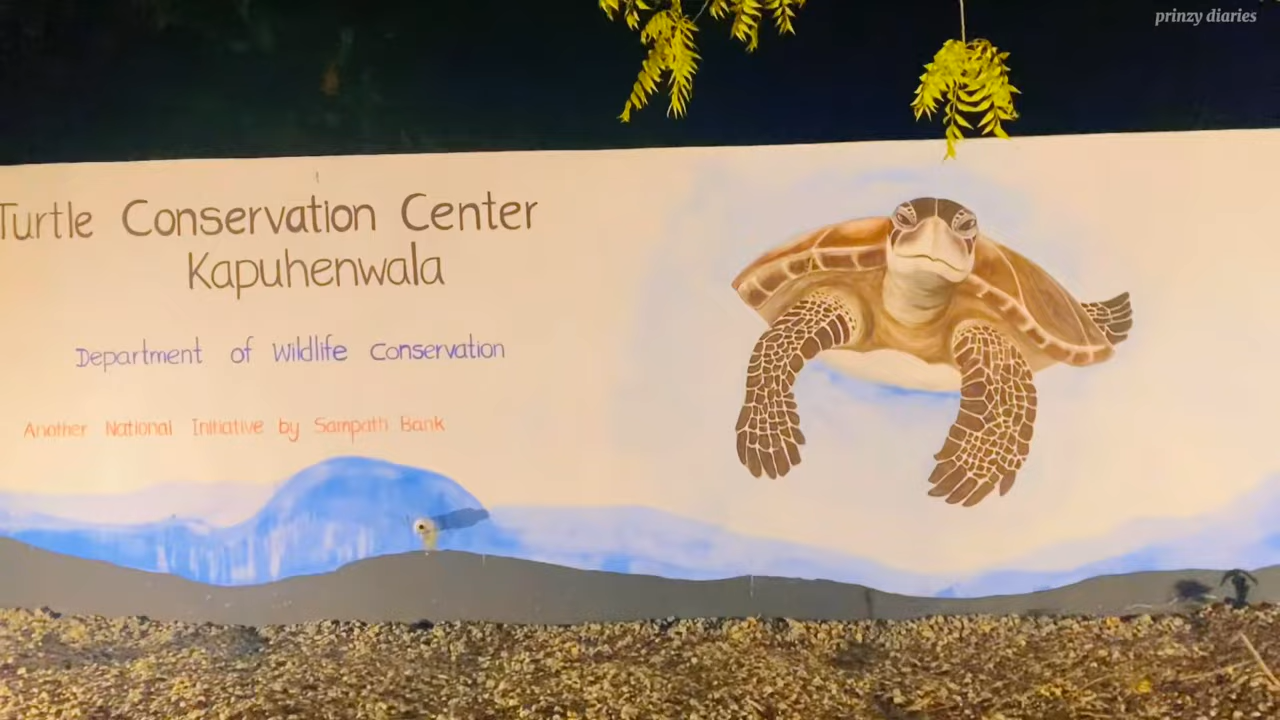 prinzy diaries
Turtle Conservation Center
Kapuhenwala
Department of Wildlife Conservation
Another National Initiative by Sampath Bank